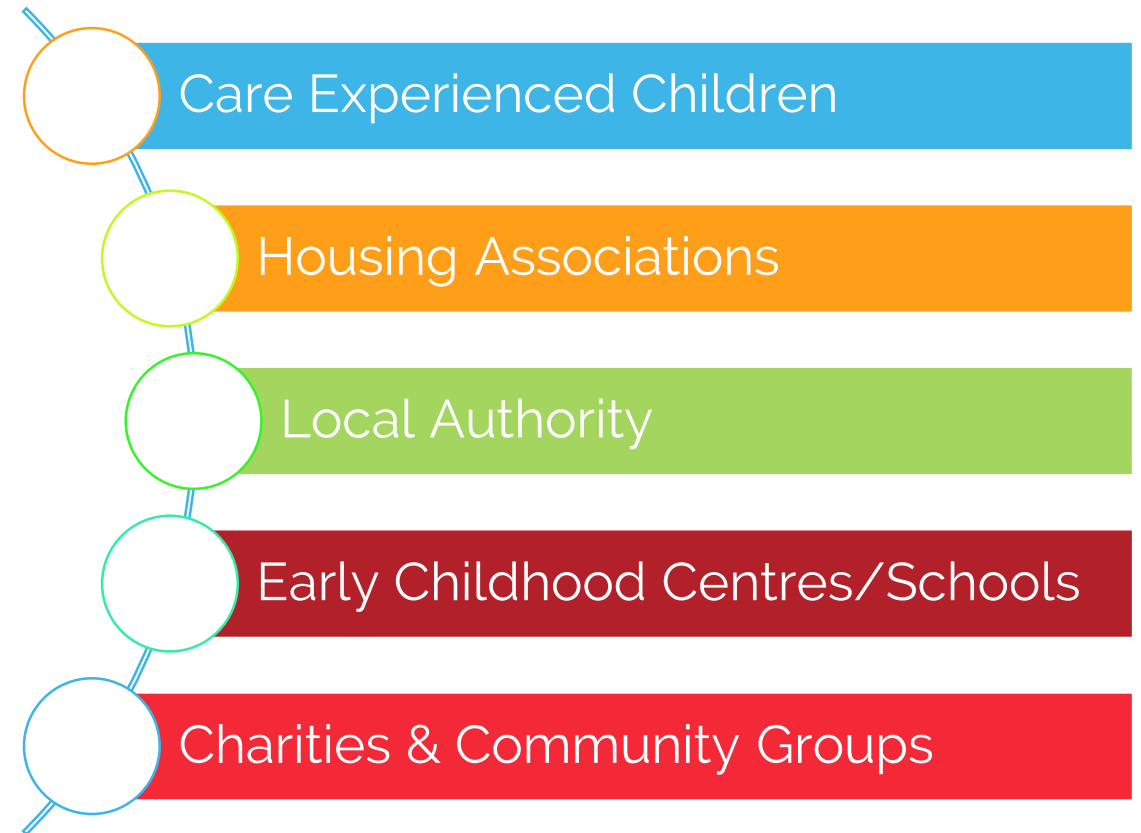 Care Experienced Children
Housing Associations
Local Authority
Early Childhood Centres/Schools
Charities & Community Groups